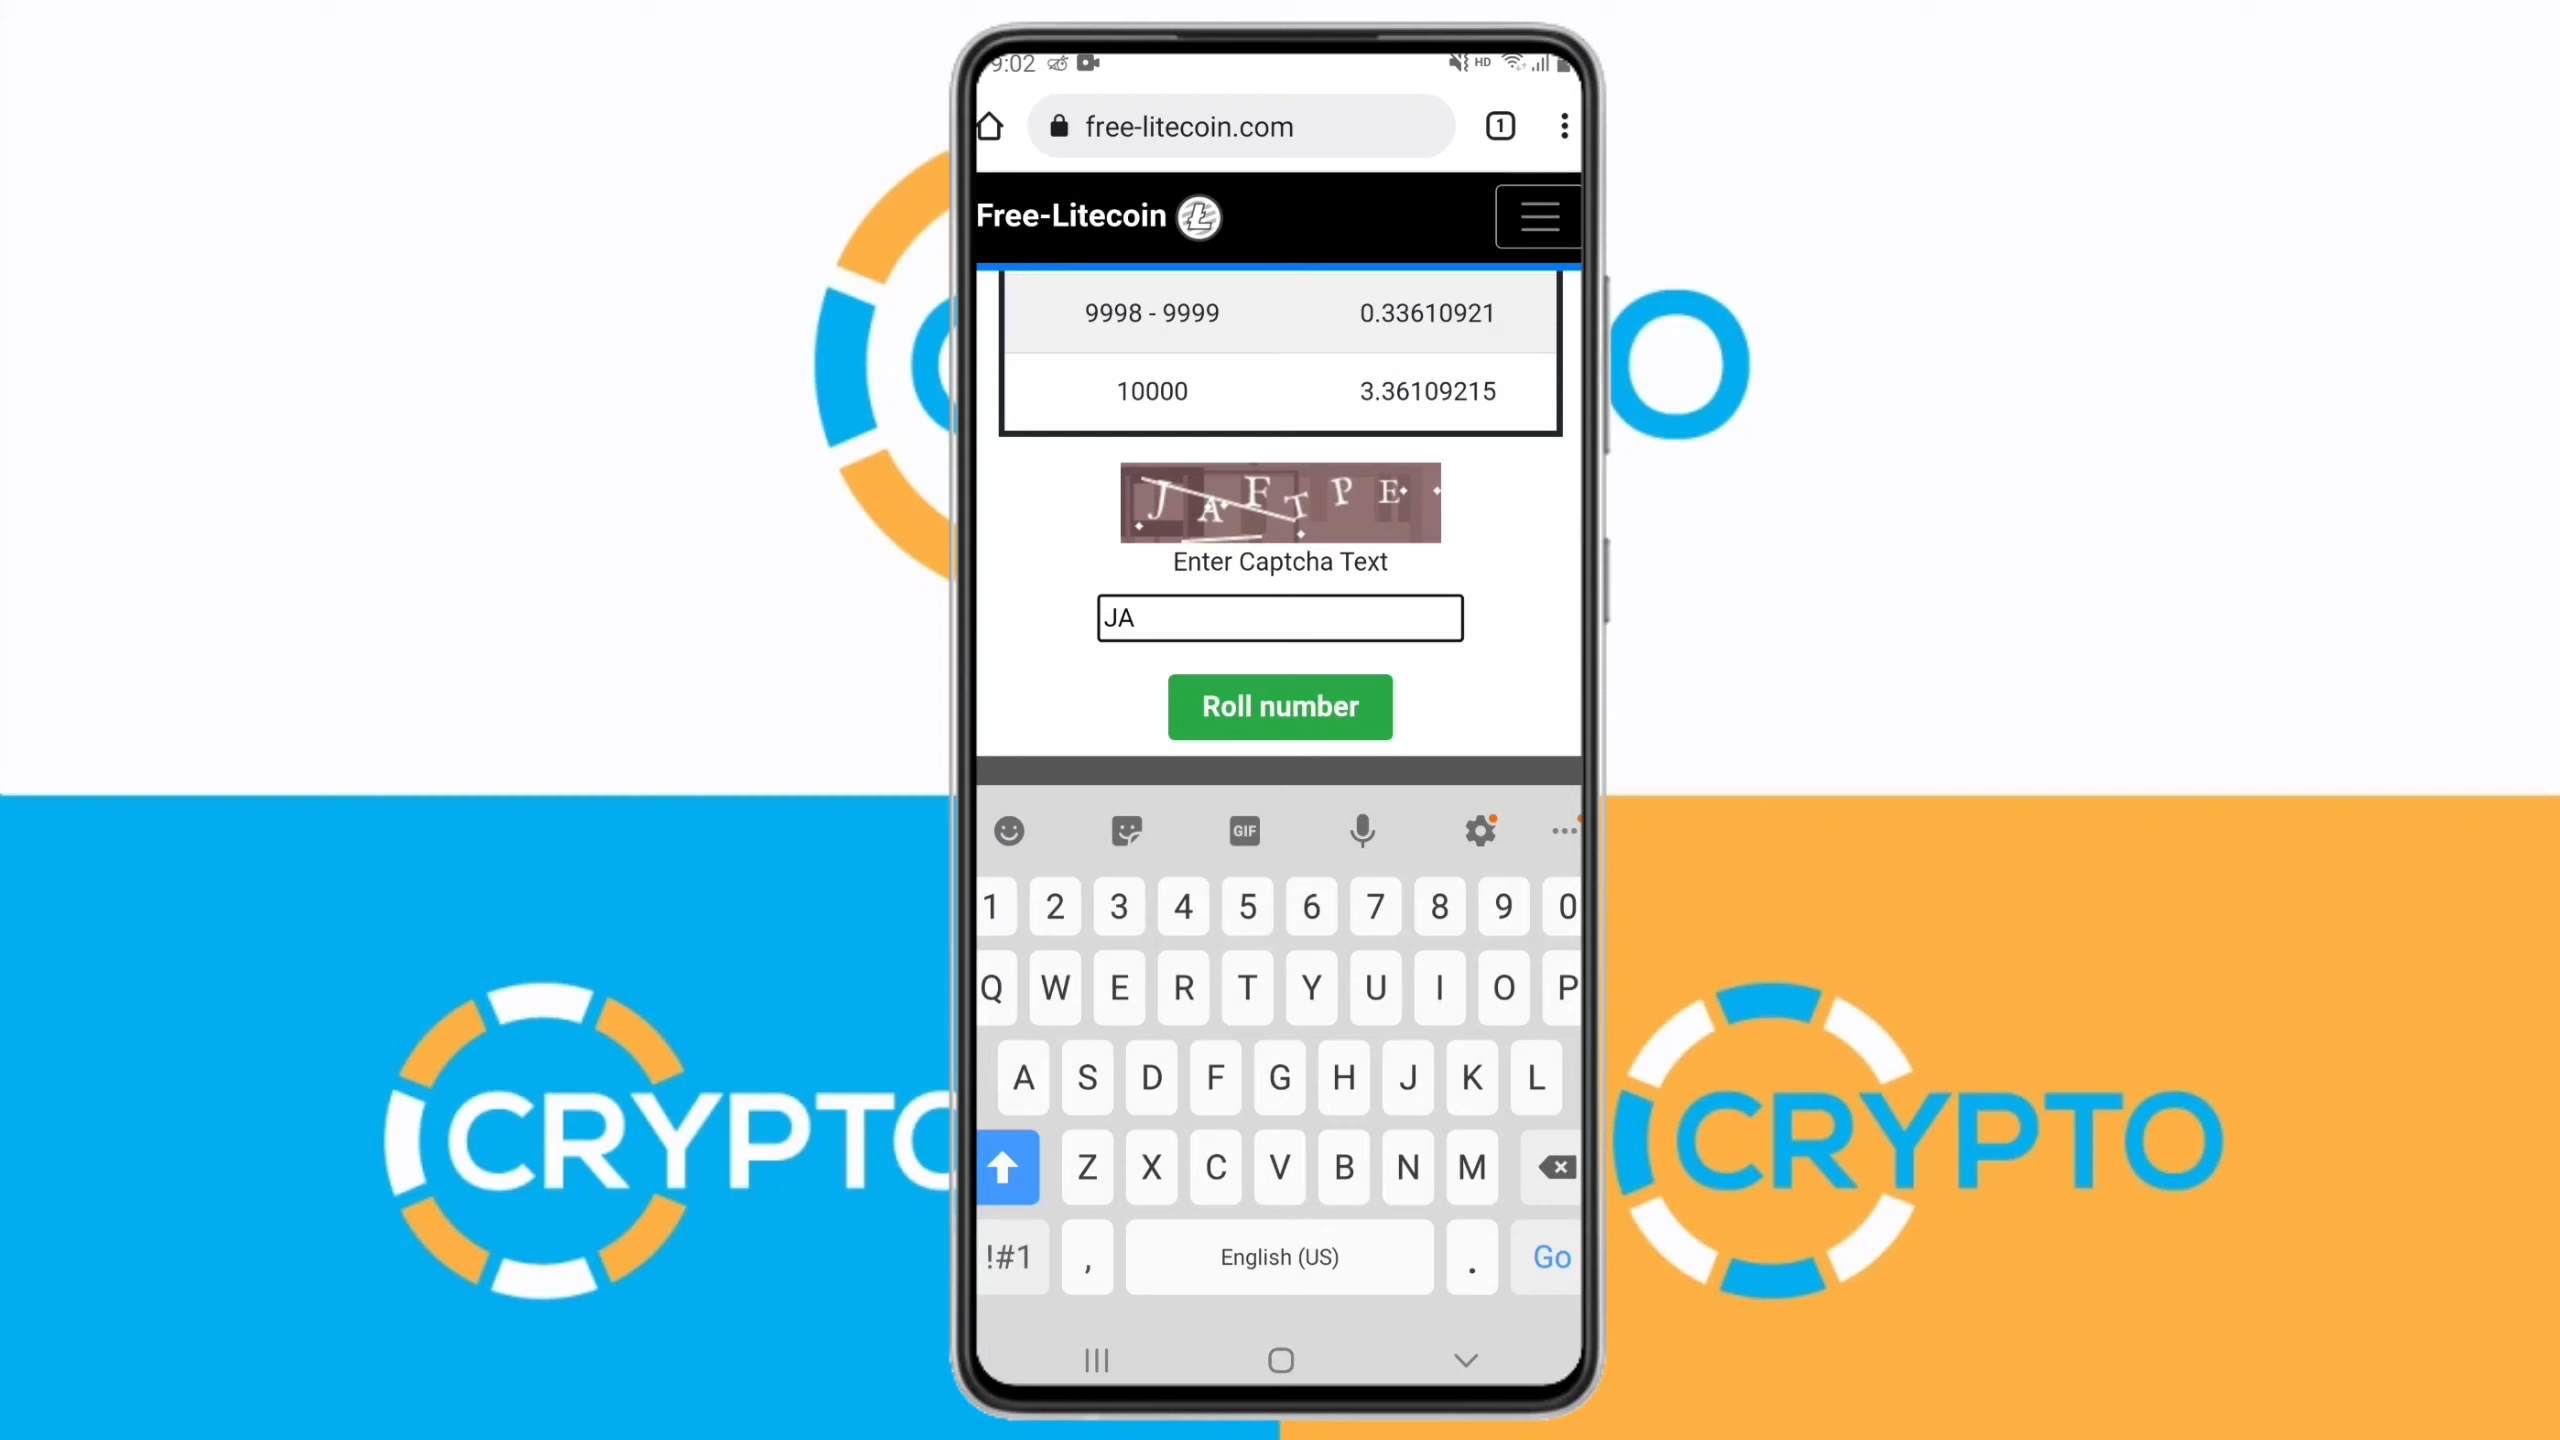 9:02 HD
free-litecoin.com 1
Free-Litecoin
9998 - 9999 0.33610921
10000 3.36109215
J A F T P E
Enter Captcha Text
JA
Roll number
GIF
1 2 3 4 5 6 7 8 9 0
Q W E R T Y U I O P
A S D F G H J K L
Z X C V B N M
!#1 , English (US) . Go
CRYPTO
CRYPTO